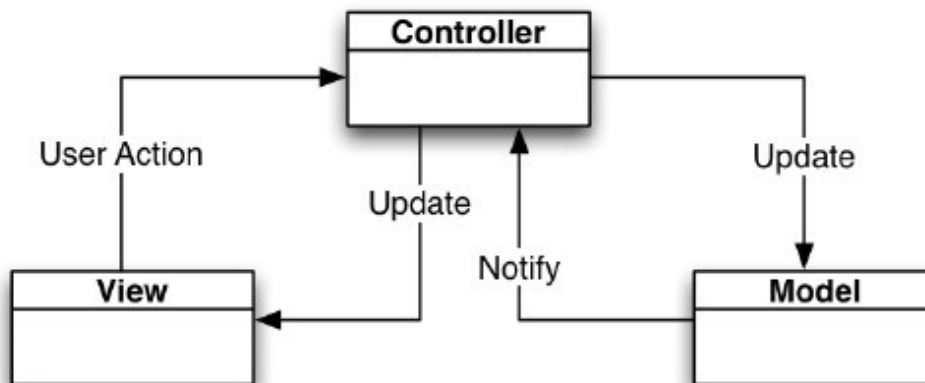 Controller
User Action
Update
Update
Notify
View
Model